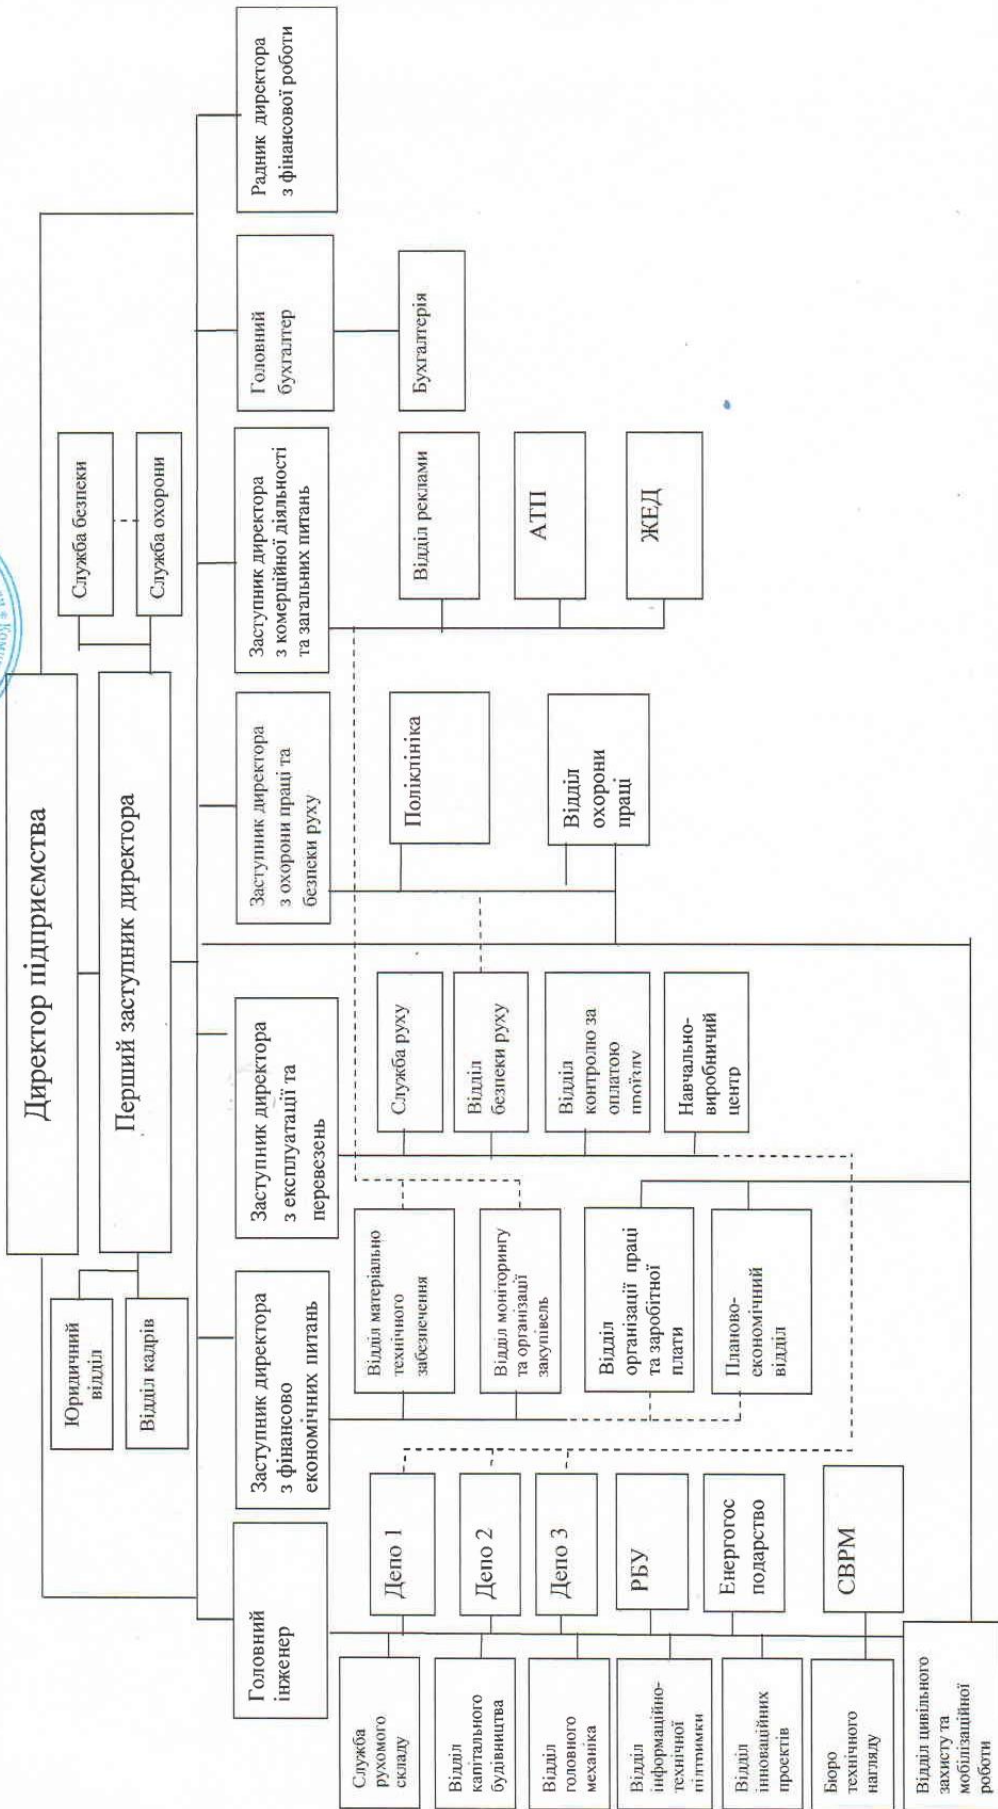 Директор підприємства
Перший заступник директора
Юридичний
відділ
Відділ кадрів
Служба безпеки
Служба охорони
Головний
інженер
Заступник директора
з фінансово
економічних питань
Заступник директора
з експлуатації та
перевезень
Заступник директора
з охорони праці та
безпеки руху
Заступник директора
з комерційної діяльності
та загальних питань
Головний
бухгалтер
Радник директора
з фінансової роботи
Служба
рухомого
складу
Відділ
капітального
будівництва
Відділ
головного
механіка
Відділ
інформаційно-
технічної
підтримки
Відділ
інноваційних
проектів
Бюро
технічного
нагляду
Відділ цивільного
захисту та
мобілізаційної
роботи
Депо 1
Депо 2
Депо 3
РБУ
Енергогос
подарство
СВРМ
Відділ матеріально
технічного
забезпечення
Відділ моніторингу
та організації
закупівель
Відділ
організації праці
та заробітної
плати
Планово-
економічний
відділ
Служба руху
Відділ
безпеки руху
Відділ
контролю за
оплатою
проїзду
Навчально-
виробничий
центр
Поліклініка
Відділ
охорони
праці
Відділ реклами
АТП
ЖЕД
Бухгалтерія